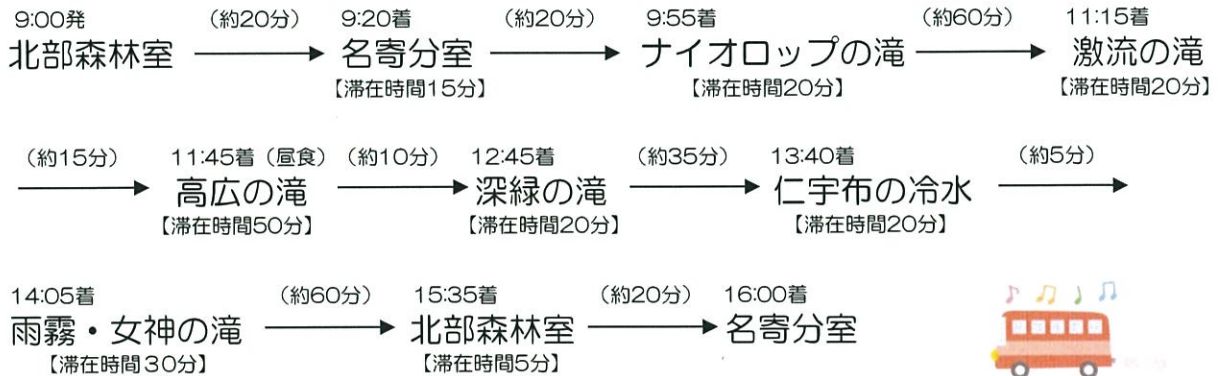 9:00発 （約20分） 9:20着 （約20分） 9:55着 （約60分） 11:15着
北部森林室 名寄分室 ナイオロップの滝 激流の滝
【滞在時間15分】 【滞在時間20分】 【滞在時間20分】
（約15分） 11:45着（昼食） （約10分） 12:45着 （約35分） 13:40着 （約5分）
高広の滝 深緑の滝 仁宇布の冷水
【滞在時間50分】 【滞在時間20分】 【滞在時間20分】
14:05着 （約60分） 15:35着 （約20分） 16:00着
雨霧・女神の滝 北部森林室 名寄分室
【滞在時間30分】 【滞在時間5分】